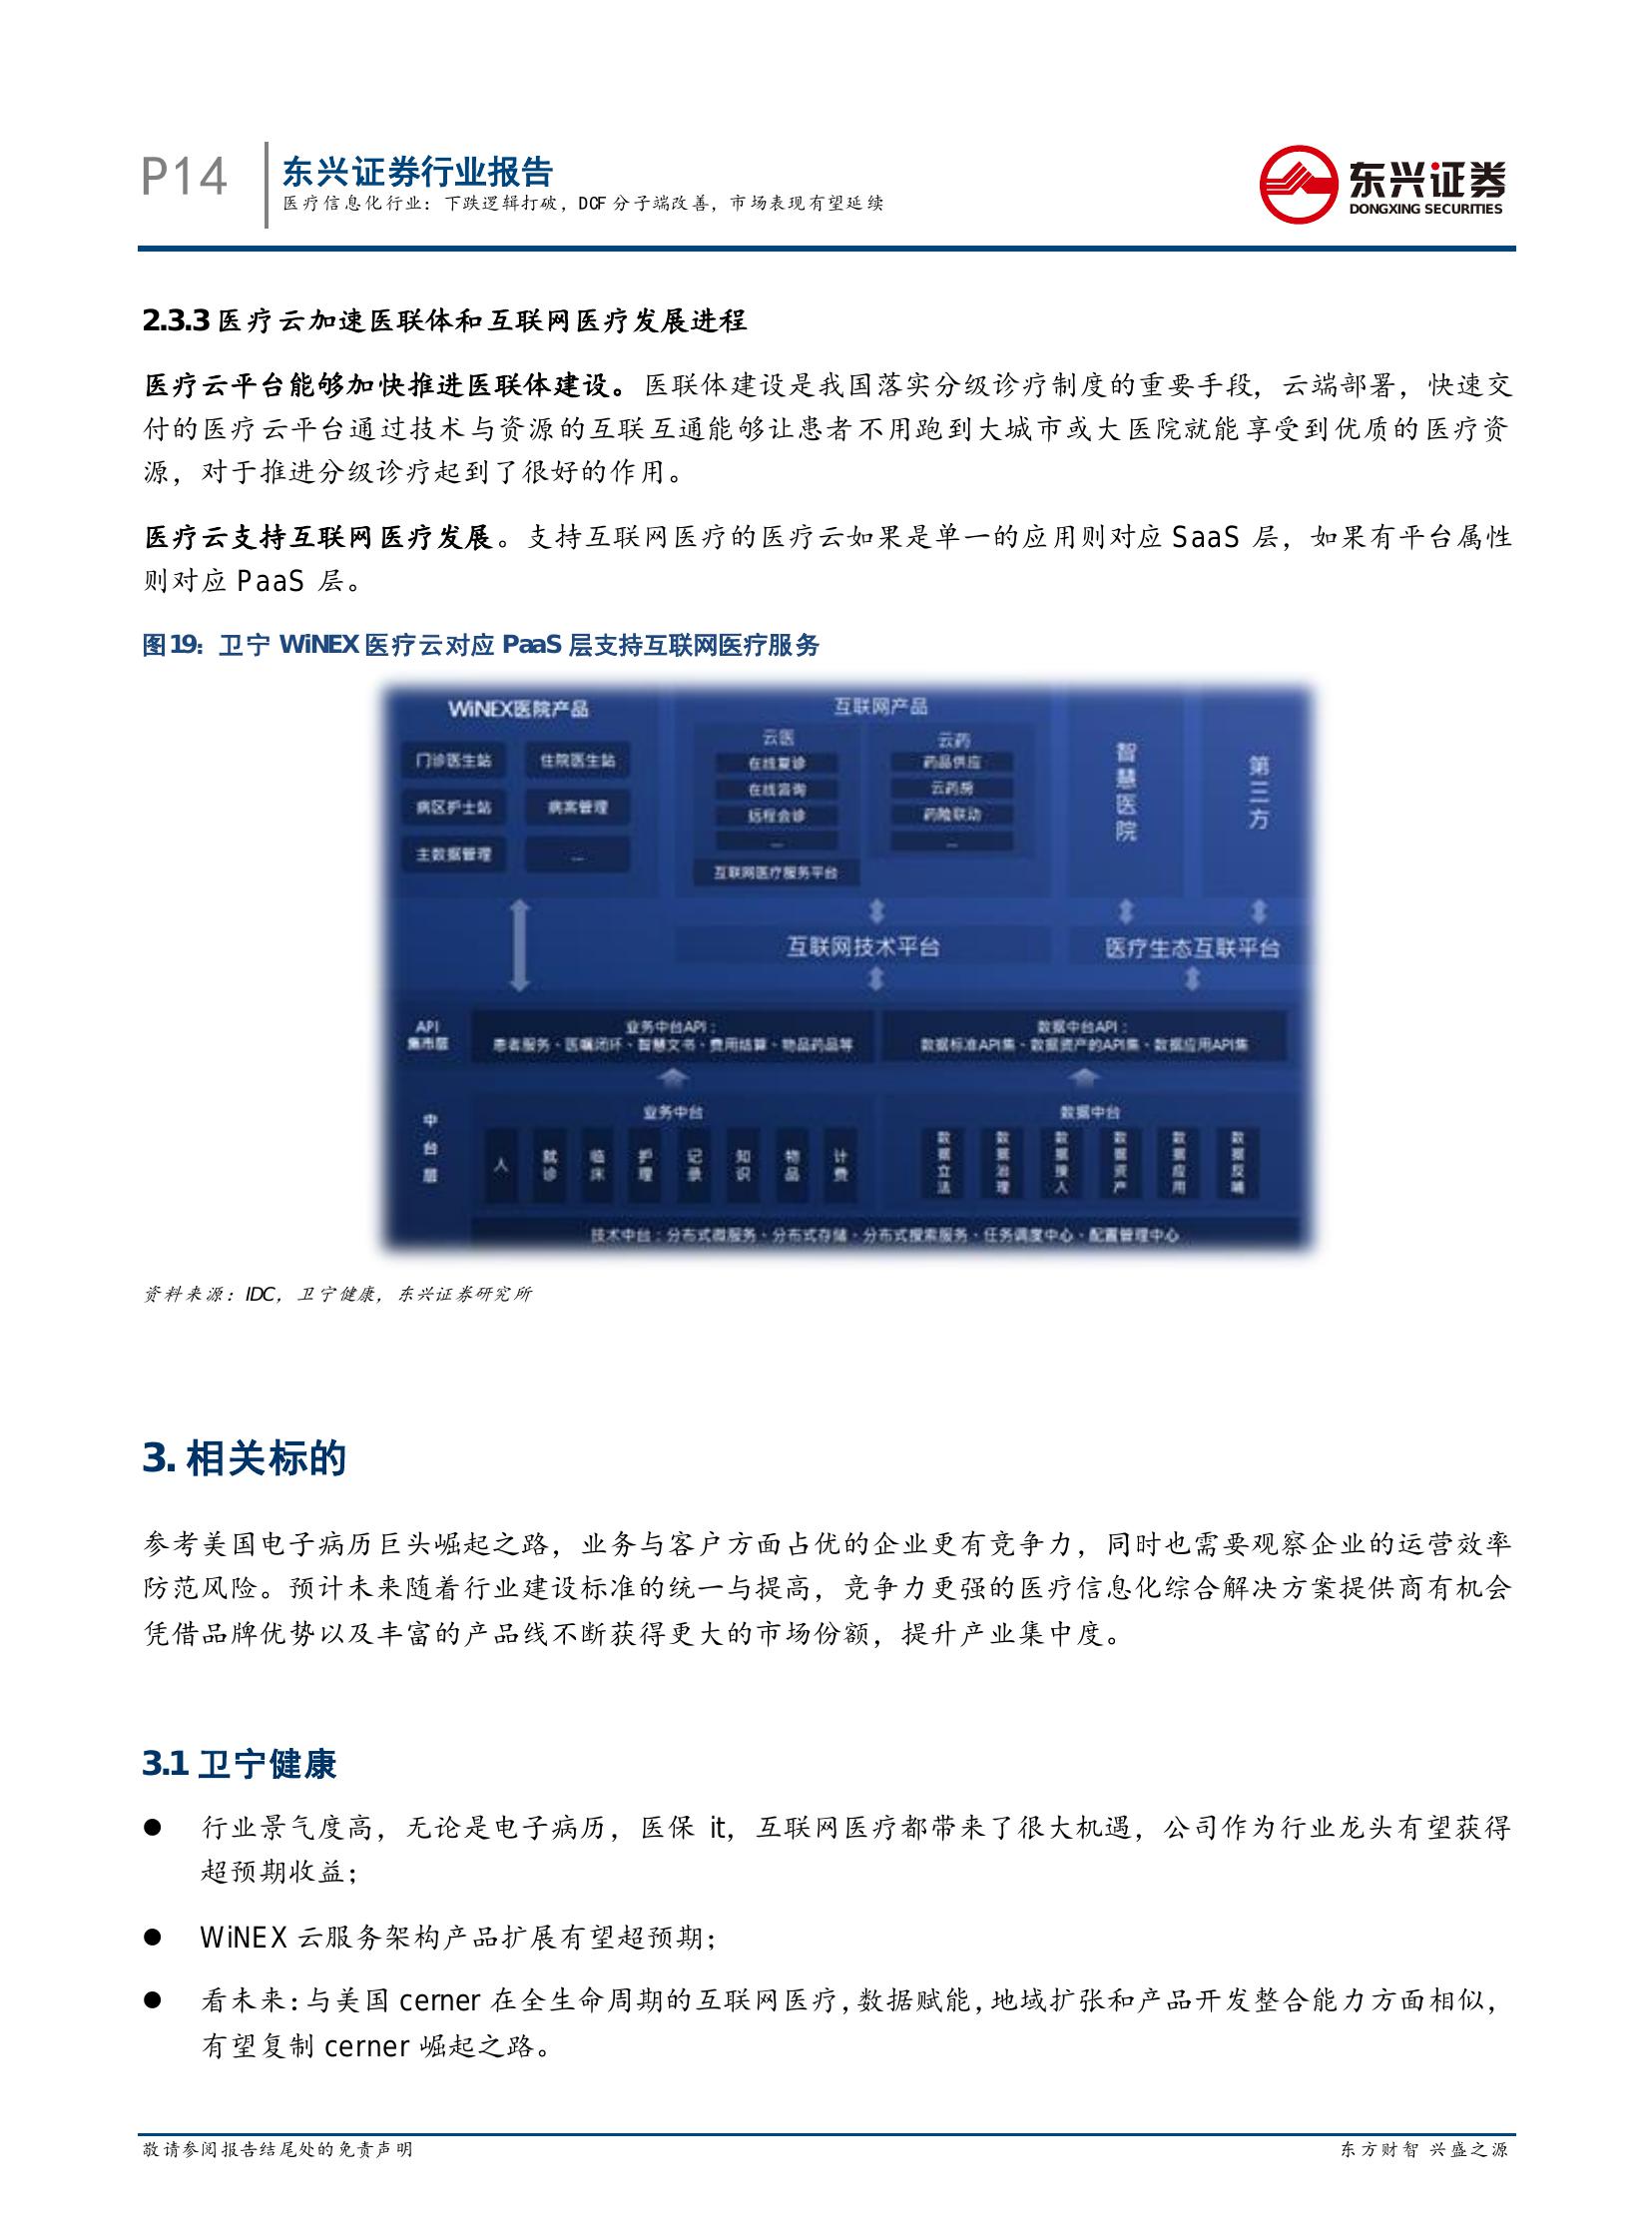 P14
东兴证券行业报告
医疗信息化行业：下跌逻辑打破，DCF 分子端改善，市场表现有望延续
东兴证券
DONGXING SECURITIES
2.3.3 医疗云加速医联体和互联网医疗发展进程
医疗云平台能够加快推进医联体建设。医联体建设是我国落实分级诊疗制度的重要手段，云端部署，快速交
付的医疗云平台通过技术与资源的互联互通能够让患者不用跑到大城市或大医院就能享受到优质的医疗资
源，对于推进分级诊疗起到了很好的作用。
医疗云支持互联网医疗发展。支持互联网医疗的医疗云如果是单一的应用则对应 SaaS 层，如果有平台属性
则对应 PaaS 层。
图19：卫宁 WiNEX 医疗云对应 PaaS 层支持互联网医疗服务
WiNEX医院产品
门诊医生站
住院医生站
病区护士站
病案管理
主数据管理
...
互联网产品
云医
在线复诊
在线咨询
远程会诊
...
互联网医疗服务平台
云药
药品供应
云药房
药险联动
...
智慧医院
第三方
互联网技术平台
医疗生态互联平台
API
集市层
业务中台API：
患者服务、医嘱闭环、智慧文书、费用结算、物品药品等
数据中台API：
数据标准API集、数据资产的API集、数据应用API集
中台层
业务中台
人
就诊
临床
护理
记录
知识
物品
计费
数据中台
数据立法
数据治理
数据接入
数据资产
数据应用
数据反哺
技术中台：分布式微服务、分布式存储、分布式搜索服务、任务调度中心、配置管理中心
资料来源：IDC，卫宁健康，东兴证券研究所
3. 相关标的
参考美国电子病历巨头崛起之路，业务与客户方面占优的企业更有竞争力，同时也需要观察企业的运营效率
防范风险。预计未来随着行业建设标准的统一与提高，竞争力更强的医疗信息化综合解决方案提供商有机会
凭借品牌优势以及丰富的产品线不断获得更大的市场份额，提升产业集中度。
3.1 卫宁健康
● 行业景气度高，无论是电子病历，医保 it，互联网医疗都带来了很大机遇，公司作为行业龙头有望获得
超预期收益；
● WiNEX 云服务架构产品扩展有望超预期；
● 看未来：与美国 cerner 在全生命周期的互联网医疗，数据赋能，地域扩张和产品开发整合能力方面相似，
有望复制 cerner 崛起之路。
敬请参阅报告结尾处的免责声明
东方财智 兴盛之源